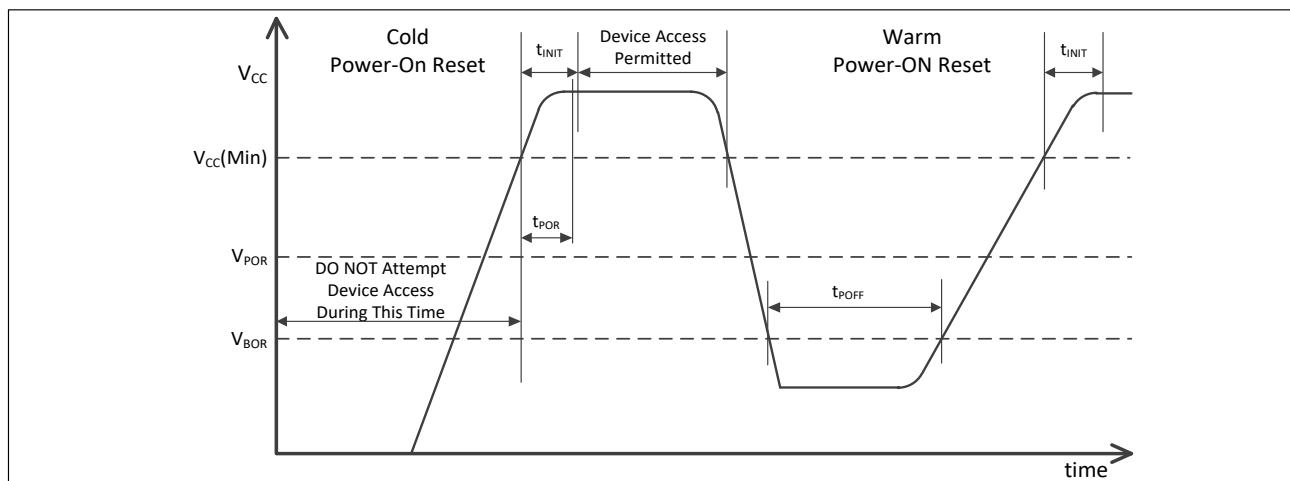 Cold
Power-On Reset
tINIT
Device Access
Permitted
Warm
Power-ON Reset
tINIT
VCC
VCC(Min)
tPOR
VPOR
DO NOT Attempt
Device Access
During This Time
tPOFF
VBOR
time